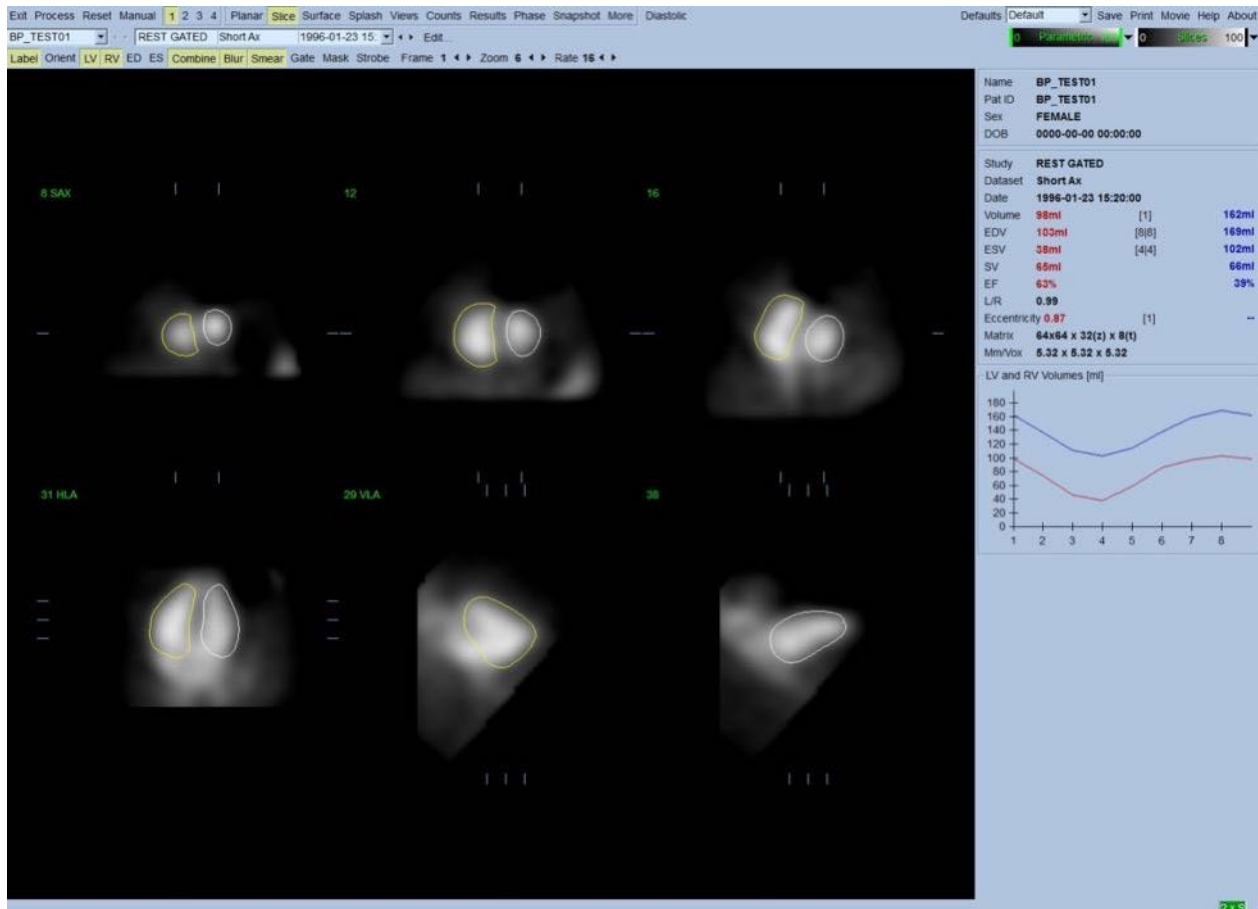 Exit Process Reset Manual 1 2 3 4 Planar Slice Surface Splash Views Counts Results Phase Snapshot More Diastolic Defaults Default Save Print Movie Help About
BP_TEST01 REST GATED Short Ax 1996-01-23 15: Edit... 0 Parametric 0 Slices 100
Label Orient LV RV ED ES Combine Blur Smear Gate Mask Strobe Frame 1 Zoom 6 Rate 16
Name BP_TEST01
Pat ID BP_TEST01
Sex FEMALE
DOB 0000-00-00 00:00:00
Study REST GATED
Dataset Short Ax
Date 1996-01-23 15:20:00
Volume 98ml [1] 162ml
EDV 103ml [8|8] 169ml
ESV 38ml [4|4] 102ml
SV 65ml 66ml
EF 63% 39%
L/R 0.99
Eccentricity 0.87 [1] --
Matrix 64x64 x 32(z) x 8(t)
Mm/Vox 5.32 x 5.32 x 5.32
LV and RV Volumes [ml]
180
160
140
120
100
80
60
40
20
0
1 2 3 4 5 6 7 8
8 SAX 12 16
31 HLA 29 VLA 38